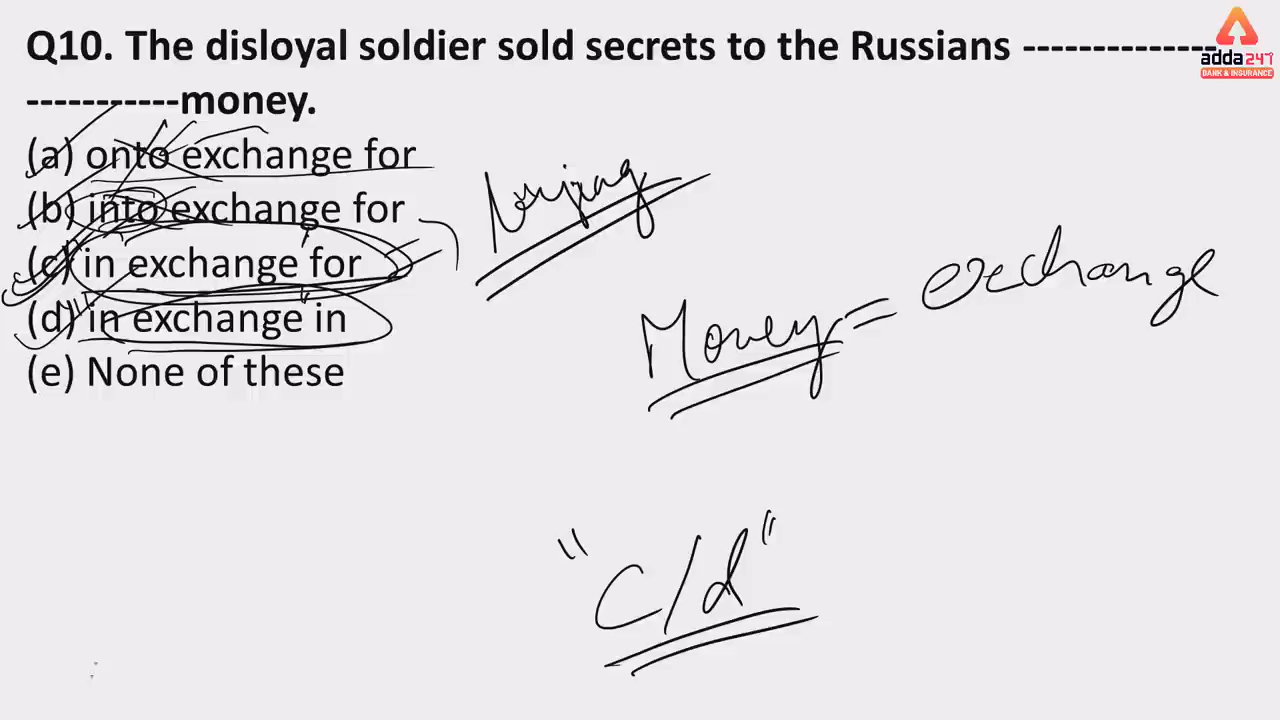 Q10. The disloyal soldier sold secrets to the Russians ---------------
-----------money.
(a) onto exchange for
(b) into exchange for
(c) in exchange for
(d) in exchange in
(e) None of these
Money = exchange
"C/d"
adda247
BANK & INSURANCE